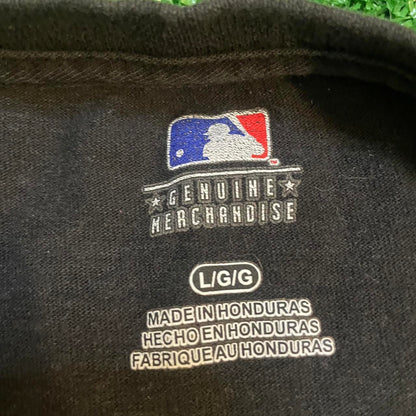 GENUINE
MERCHANDISE
L/G/G
MADE IN HONDURAS
HECHO EN HONDURAS
FABRIQUE AU HONDURAS